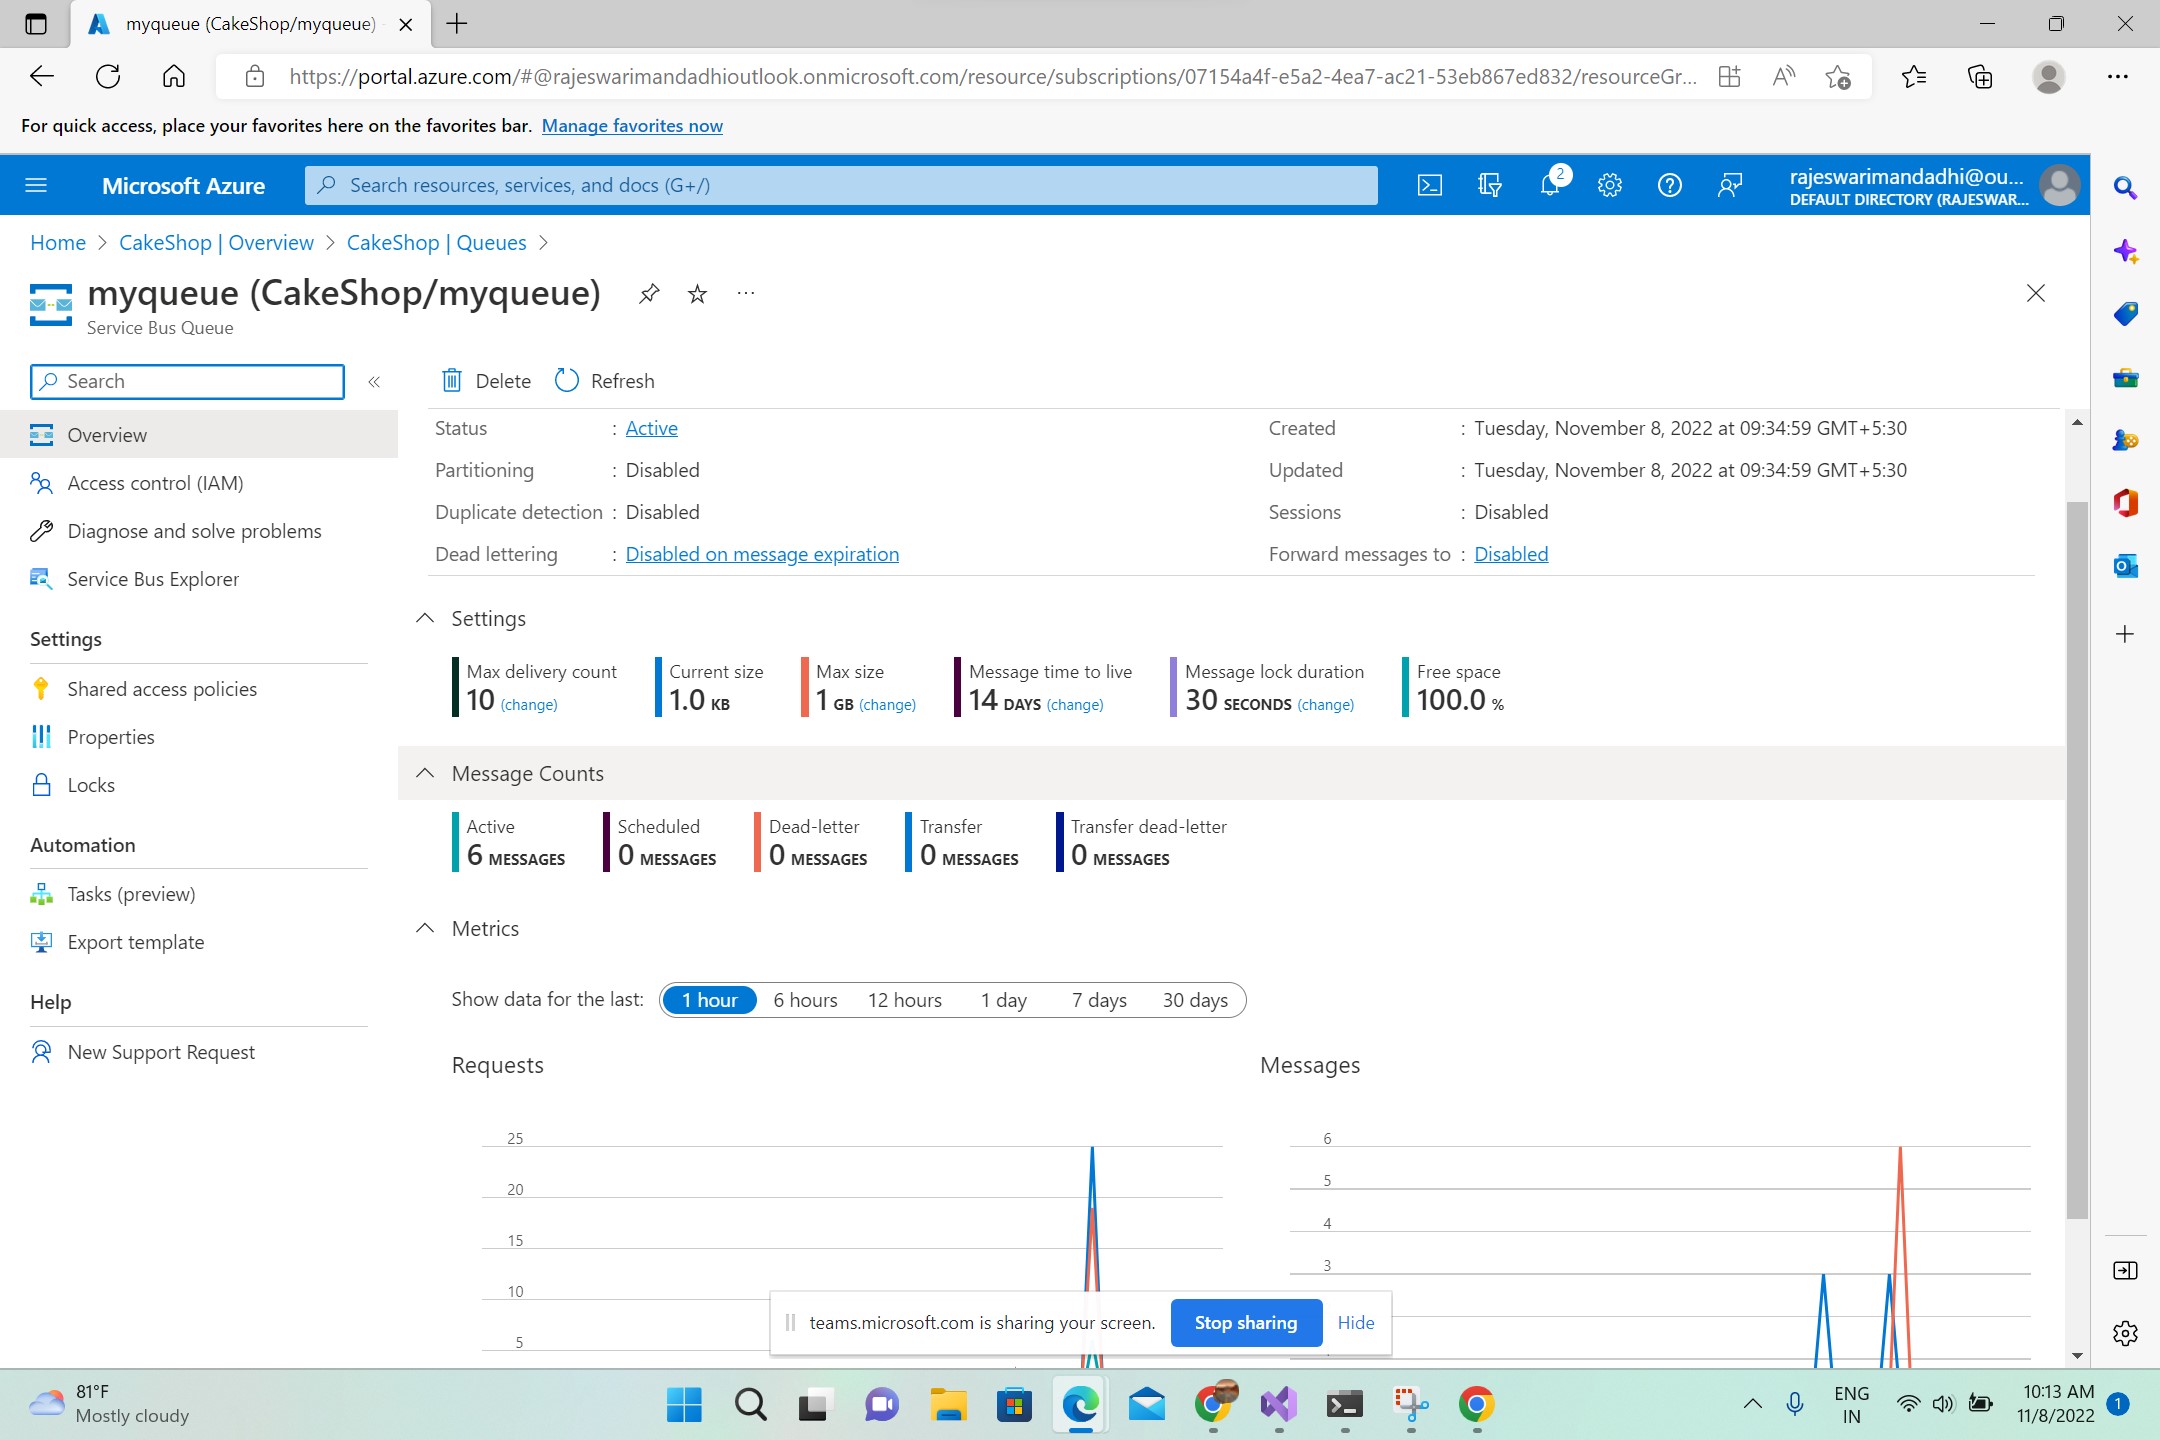 myqueue (CakeShop/myqueue)
https://portal.azure.com/#@rajeswarimandadhioutlook.onmicrosoft.com/resource/subscriptions/07154a4f-e5a2-4ea7-ac21-53eb867ed832/resourceGr...
For quick access, place your favorites here on the favorites bar. Manage favorites now
Microsoft Azure
Search resources, services, and docs (G+/)
2
rajeswarimandadhi@ou...
DEFAULT DIRECTORY (RAJESWAR...
Home > CakeShop | Overview > CakeShop | Queues >
myqueue (CakeShop/myqueue)
Service Bus Queue
Search
Overview
Access control (IAM)
Diagnose and solve problems
Service Bus Explorer
Settings
Shared access policies
Properties
Locks
Automation
Tasks (preview)
Export template
Help
New Support Request
Delete Refresh
Status : Active
Partitioning : Disabled
Duplicate detection : Disabled
Dead lettering : Disabled on message expiration
Created : Tuesday, November 8, 2022 at 09:34:59 GMT+5:30
Updated : Tuesday, November 8, 2022 at 09:34:59 GMT+5:30
Sessions : Disabled
Forward messages to : Disabled
Settings
Max delivery count
10 (change)
Current size
1.0 KB
Max size
1 GB (change)
Message time to live
14 DAYS (change)
Message lock duration
30 SECONDS (change)
Free space
100.0 %
Message Counts
Active
6 MESSAGES
Scheduled
0 MESSAGES
Dead-letter
0 MESSAGES
Transfer
0 MESSAGES
Transfer dead-letter
0 MESSAGES
Metrics
Show data for the last: 1 hour 6 hours 12 hours 1 day 7 days 30 days
Requests
25
20
15
10
5
Messages
6
5
4
3
teams.microsoft.com is sharing your screen. Stop sharing Hide
81°F
Mostly cloudy
ENG
IN
10:13 AM
11/8/2022
1